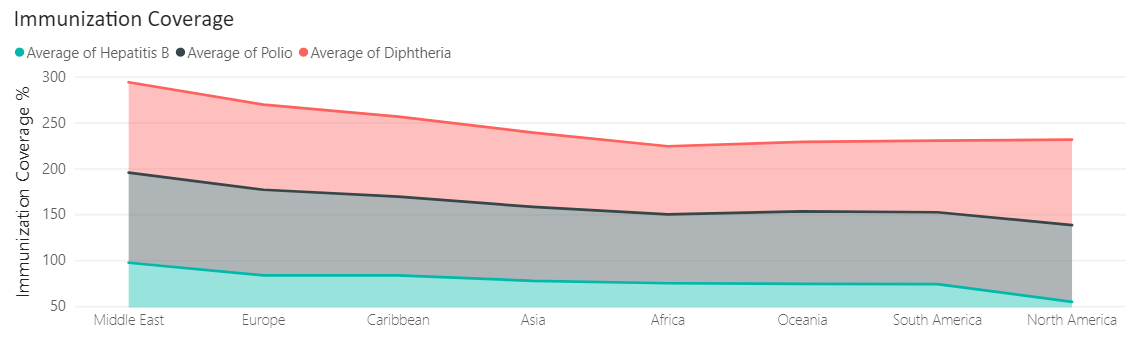 Immunization Coverage
Average of Hepatitis B Average of Polio Average of Diphtheria
Immunization Coverage %
300
250
200
150
100
50
Middle East Europe Caribbean Asia Africa Oceania South America North America